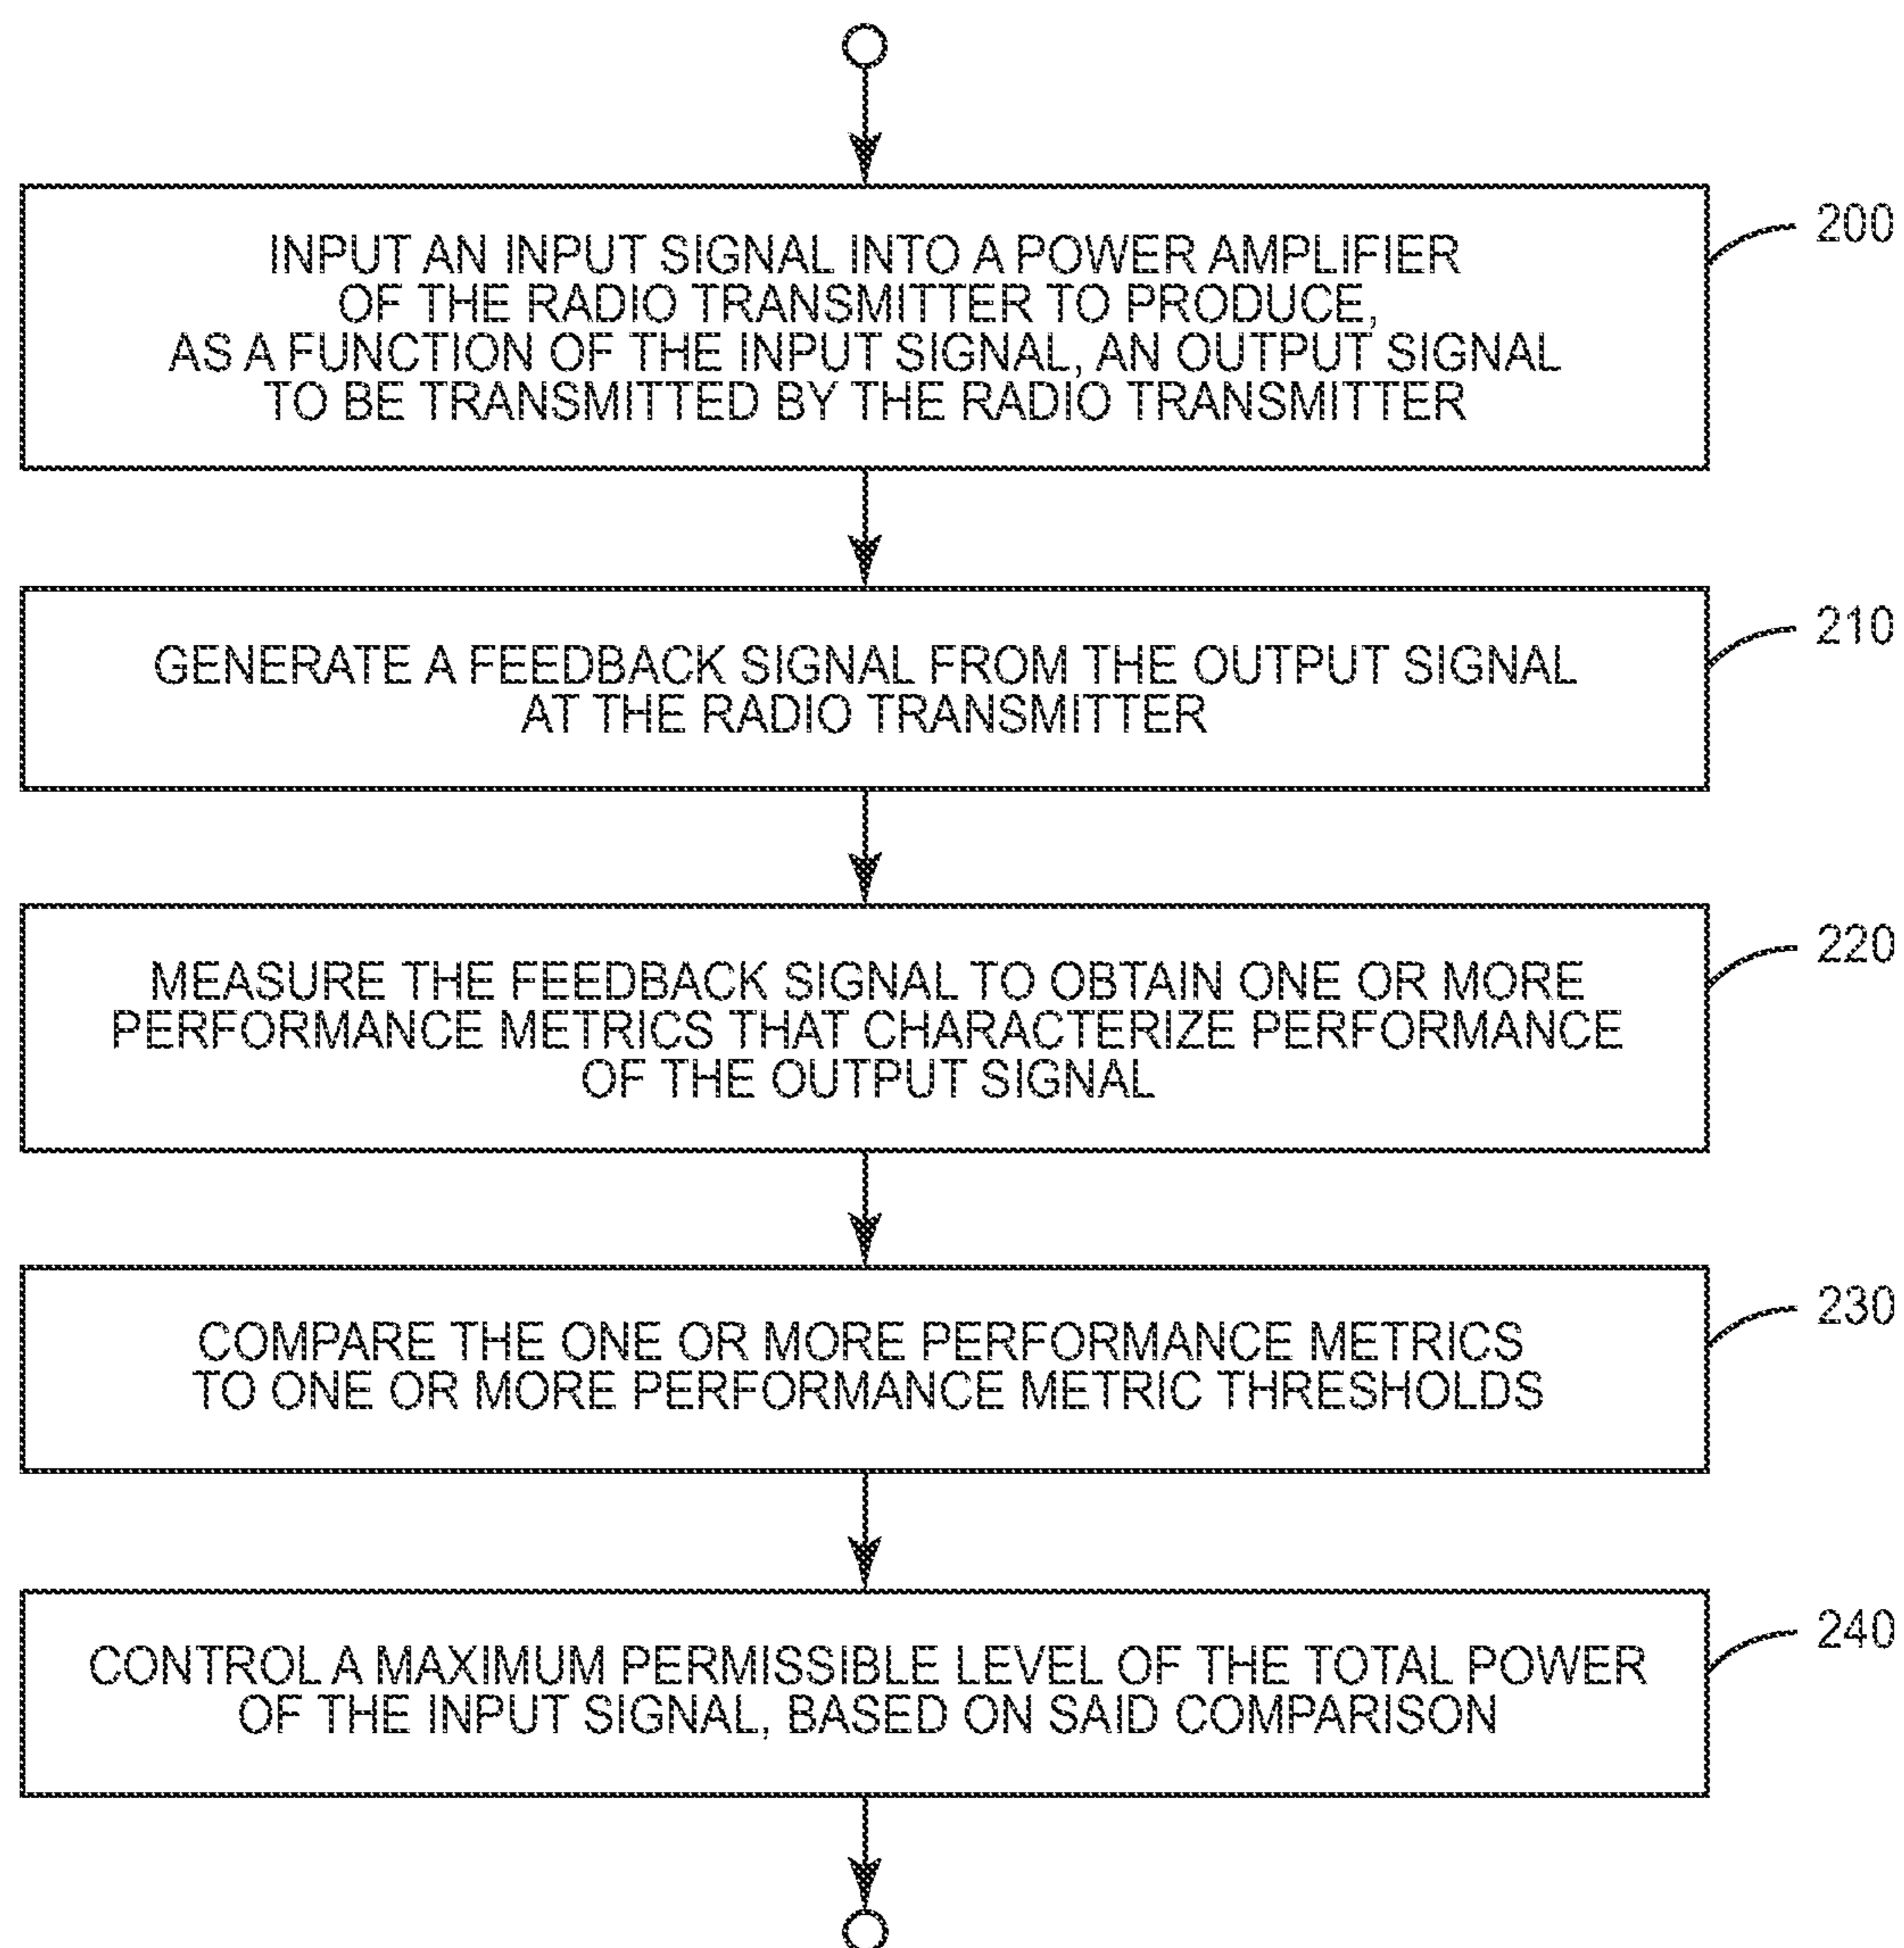 INPUT AN INPUT SIGNAL INTO A POWER AMPLIFIER
OF THE RADIO TRANSMITTER TO PRODUCE,
AS A FUNCTION OF THE INPUT SIGNAL, AN OUTPUT SIGNAL
TO BE TRANSMITTED BY THE RADIO TRANSMITTER
200
GENERATE A FEEDBACK SIGNAL FROM THE OUTPUT SIGNAL
AT THE RADIO TRANSMITTER
210
MEASURE THE FEEDBACK SIGNAL TO OBTAIN ONE OR MORE
PERFORMANCE METRICS THAT CHARACTERIZE PERFORMANCE
OF THE OUTPUT SIGNAL
220
COMPARE THE ONE OR MORE PERFORMANCE METRICS
TO ONE OR MORE PERFORMANCE METRIC THRESHOLDS
230
CONTROL A MAXIMUM PERMISSIBLE LEVEL OF THE TOTAL POWER
OF THE INPUT SIGNAL, BASED ON SAID COMPARISON
240